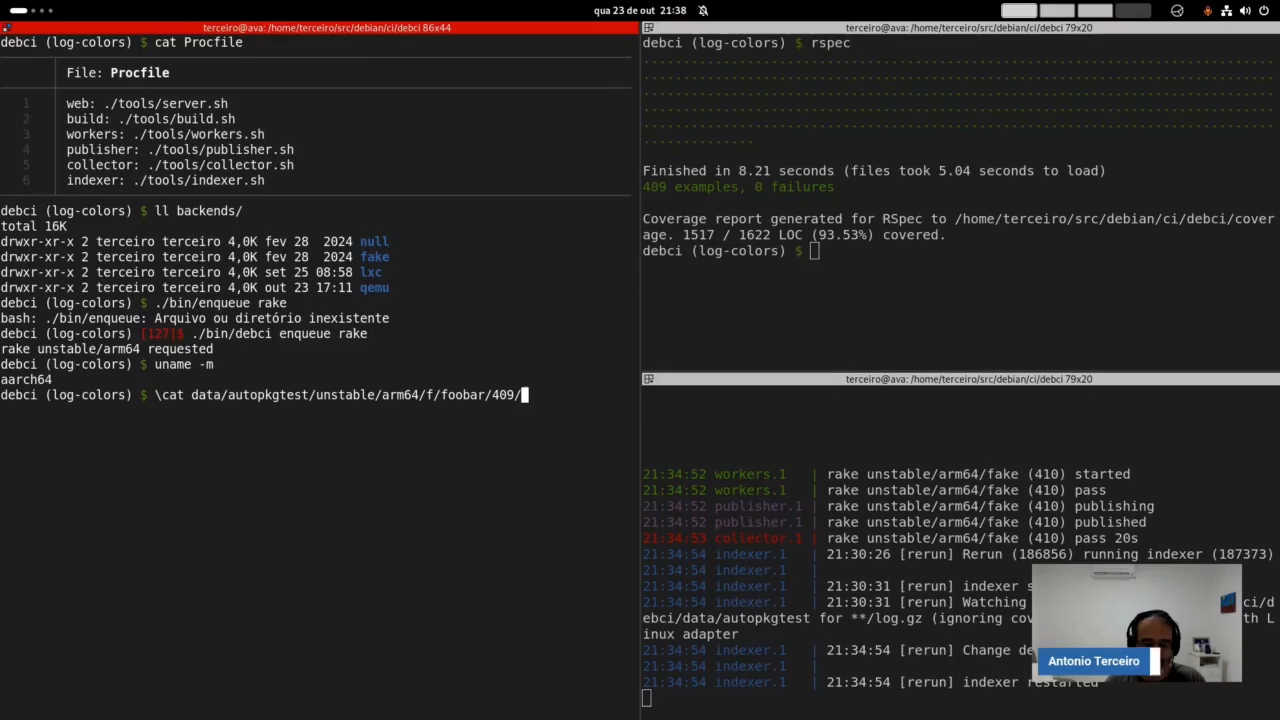 qua 23 de out 21:38
terceiro@ava: /home/terceiro/src/debian/ci/debci 86x44
debci (log-colors) $ cat Procfile
File: Procfile
1 web: ./tools/server.sh
2 build: ./tools/build.sh
3 workers: ./tools/workers.sh
4 publisher: ./tools/publisher.sh
5 collector: ./tools/collector.sh
6 indexer: ./tools/indexer.sh
debci (log-colors) $ ll backends/
total 16K
drwxr-xr-x 2 terceiro terceiro 4,0K fev 28  2024 null
drwxr-xr-x 2 terceiro terceiro 4,0K fev 28  2024 fake
drwxr-xr-x 2 terceiro terceiro 4,0K set 25 08:58 lxc
drwxr-xr-x 2 terceiro terceiro 4,0K out 23 17:11 qemu
debci (log-colors) $ ./bin/enqueue rake
bash: ./bin/enqueue: Arquivo ou diretório inexistente
debci (log-colors) [127]$ ./bin/debci enqueue rake
rake unstable/arm64 requested
debci (log-colors) $ uname -m
aarch64
debci (log-colors) $ \cat data/autopkgtest/unstable/arm64/f/foobar/409/
terceiro@ava: /home/terceiro/src/debian/ci/debci 79x20
debci (log-colors) $ rspec
Finished in 8.21 seconds (files took 5.04 seconds to load)
409 examples, 0 failures
Coverage report generated for RSpec to /home/terceiro/src/debian/ci/debci/cover
age. 1517 / 1622 LOC (93.53%) covered.
debci (log-colors) $
terceiro@ava: /home/terceiro/src/debian/ci/debci 79x20
21:34:52 workers.1   | rake unstable/arm64/fake (410) started
21:34:52 workers.1   | rake unstable/arm64/fake (410) pass
21:34:52 publisher.1 | rake unstable/arm64/fake (410) publishing
21:34:52 publisher.1 | rake unstable/arm64/fake (410) published
21:34:53 collector.1 | rake unstable/arm64/fake (410) pass 20s
21:34:54 indexer.1   | 21:30:26 [rerun] Rerun (186856) running indexer (187373)
21:34:54 indexer.1   |
21:34:54 indexer.1   | 21:30:31 [rerun] indexer
21:34:54 indexer.1   | 21:30:31 [rerun] Watching ci/d
ebci/data/autopkgtest for **/log.gz (ignoring th L
inux adapter
21:34:54 indexer.1   | 21:34:54 [rerun] Change
21:34:54 indexer.1   |
21:34:54 indexer.1   | 21:34:54 [rerun] indexer restarted
Antonio Terceiro